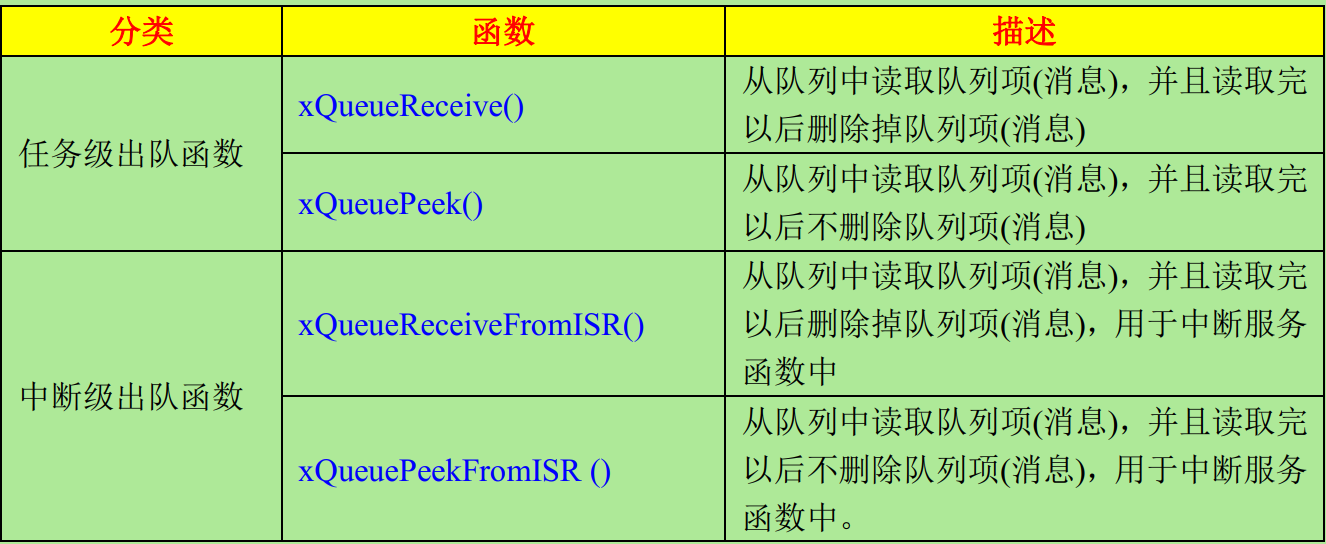 分类 函数 描述
任务级出队函数
xQueueReceive()
从队列中读取队列项(消息)，并且读取完
以后删除掉队列项(消息)
xQueuePeek()
从队列中读取队列项(消息)，并且读取完
以后不删除队列项(消息)
中断级出队函数
xQueueReceiveFromISR()
从队列中读取队列项(消息)，并且读取完
以后删除掉队列项(消息)，用于中断服务
函数中
xQueuePeekFromISR ()
从队列中读取队列项(消息)，并且读取完
以后不删除队列项(消息)，用于中断服务
函数中。